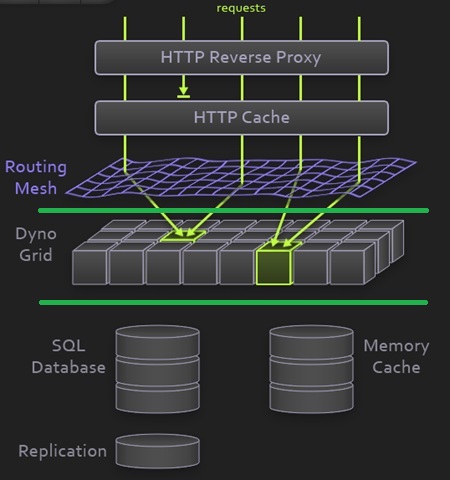 requests
HTTP Reverse Proxy
HTTP Cache
Routing
Mesh
Dyno
Grid
SQL
Database
Memory
Cache
Replication